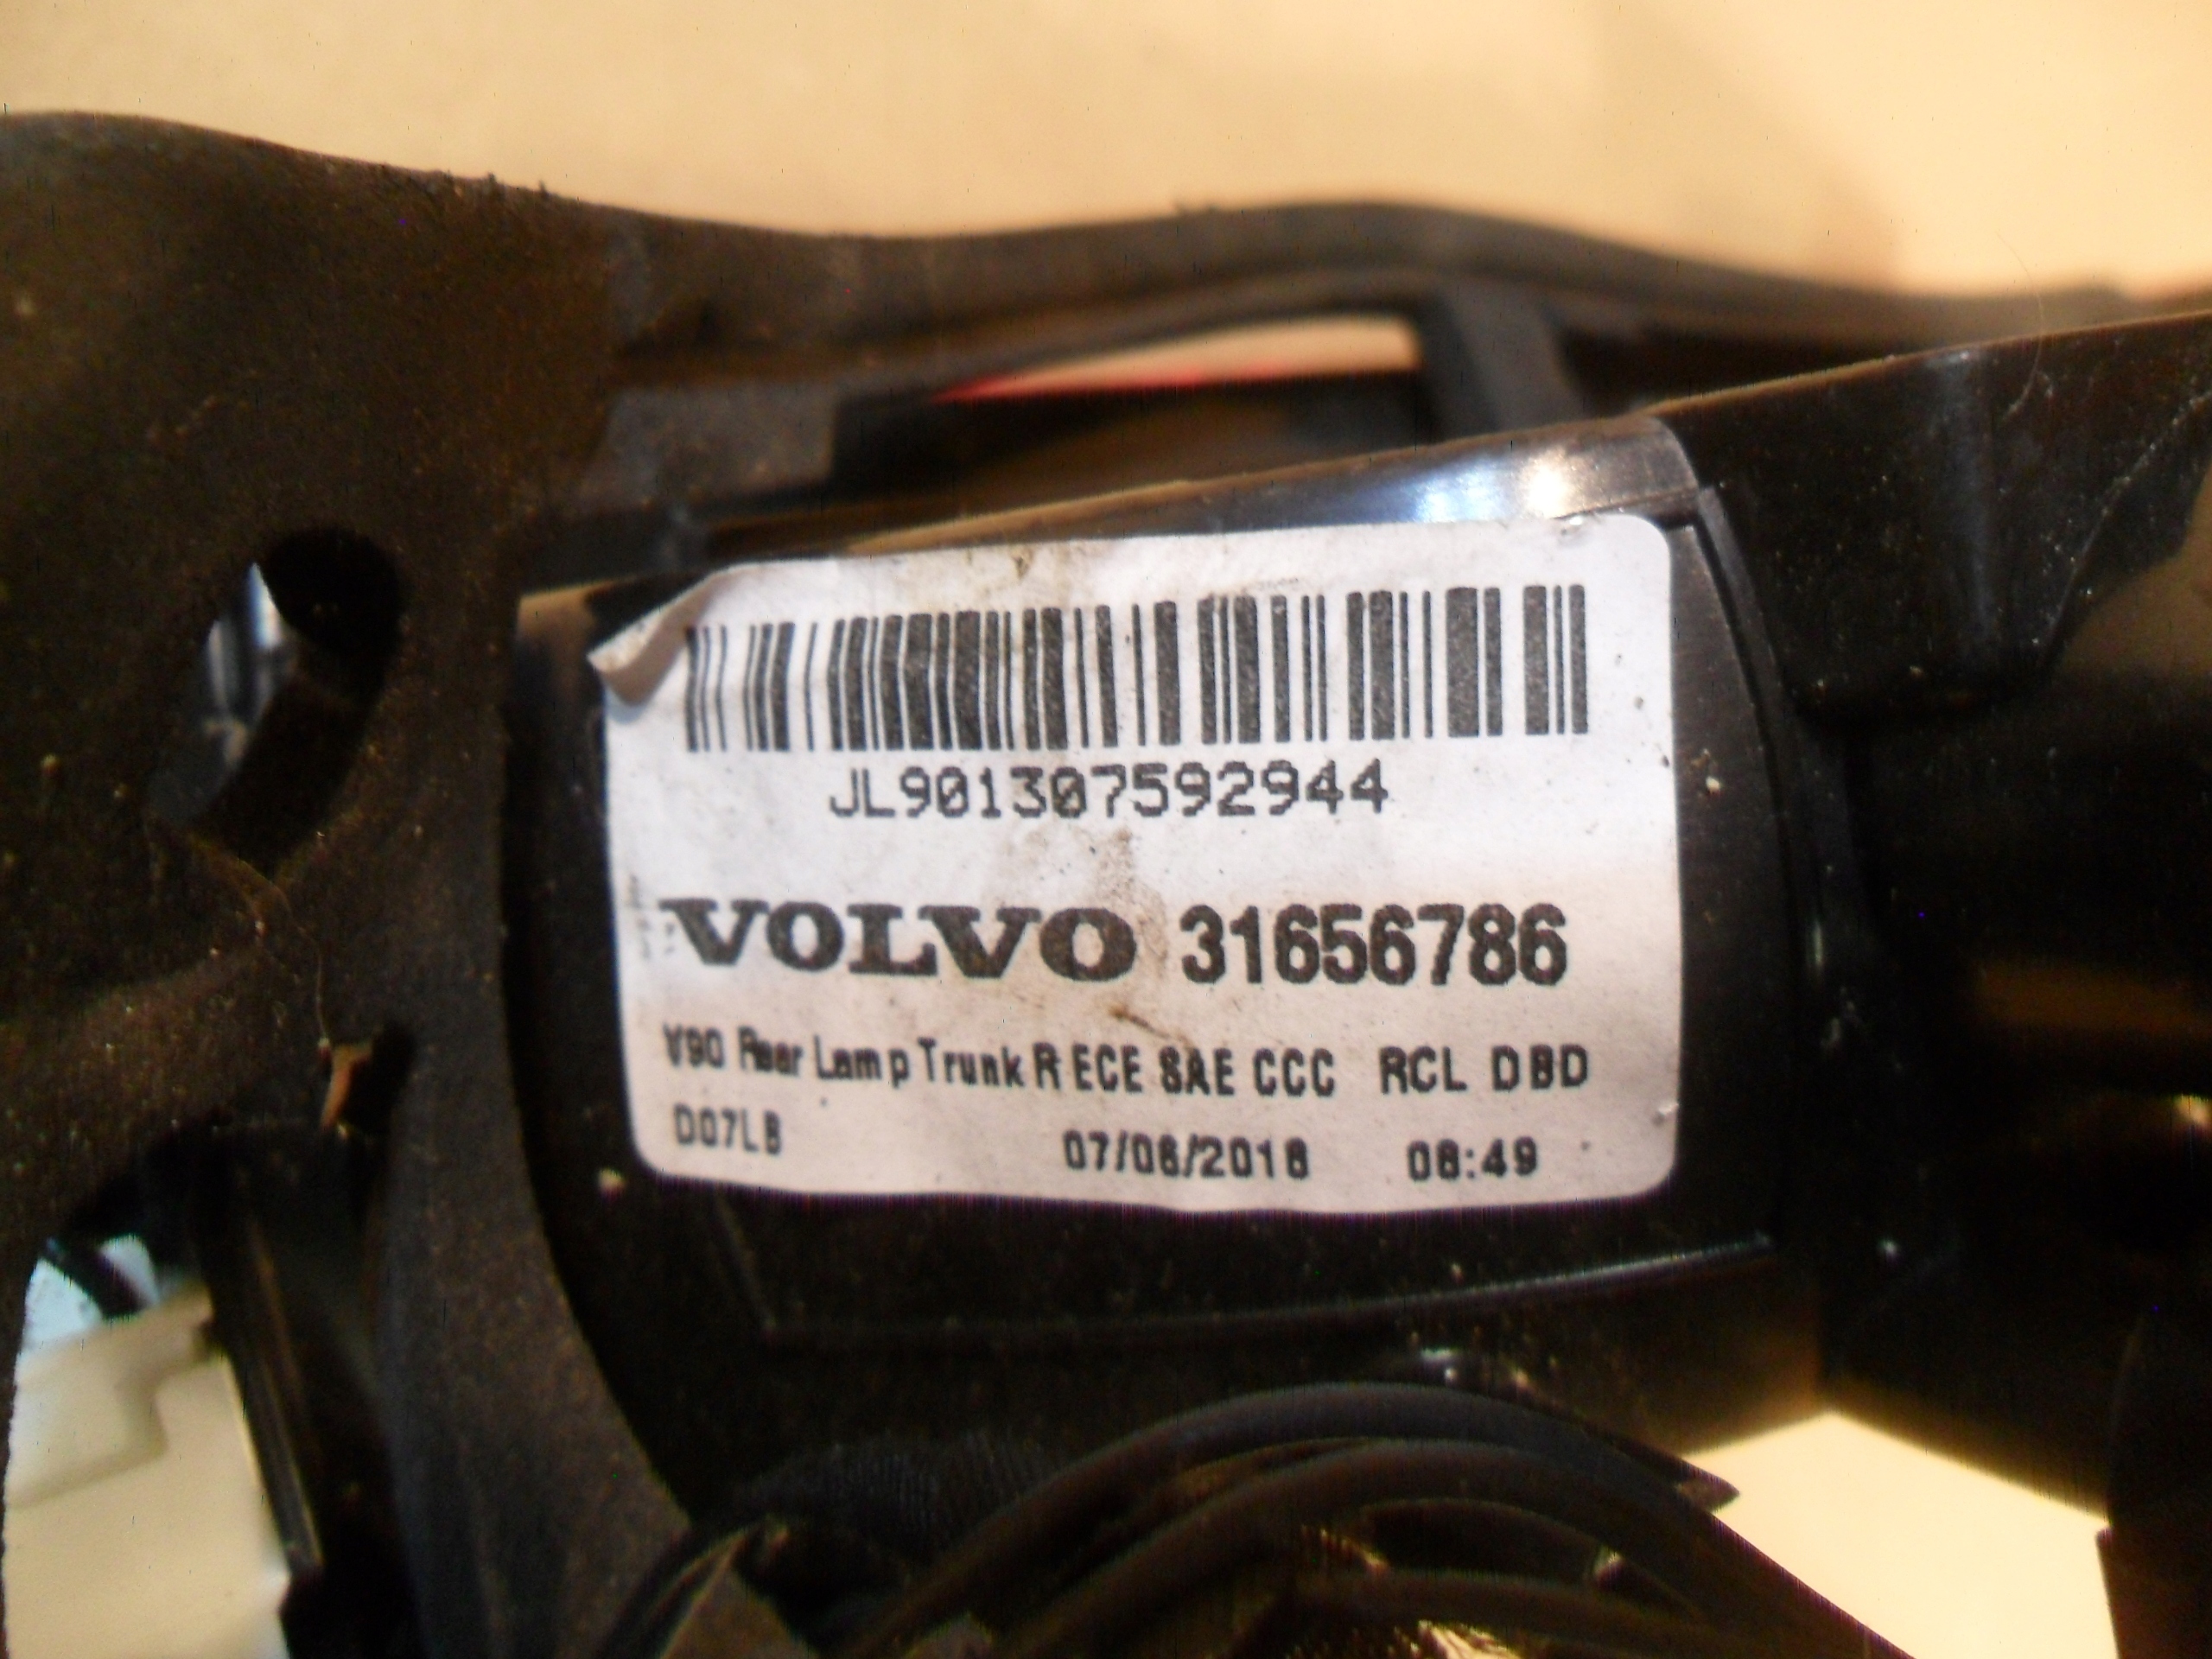 JL901307592944
VOLVO 31656786
V90 Rear Lamp Trunk R ECE SAE CCC RCL DBD
D07LB
07/06/2018 08:49